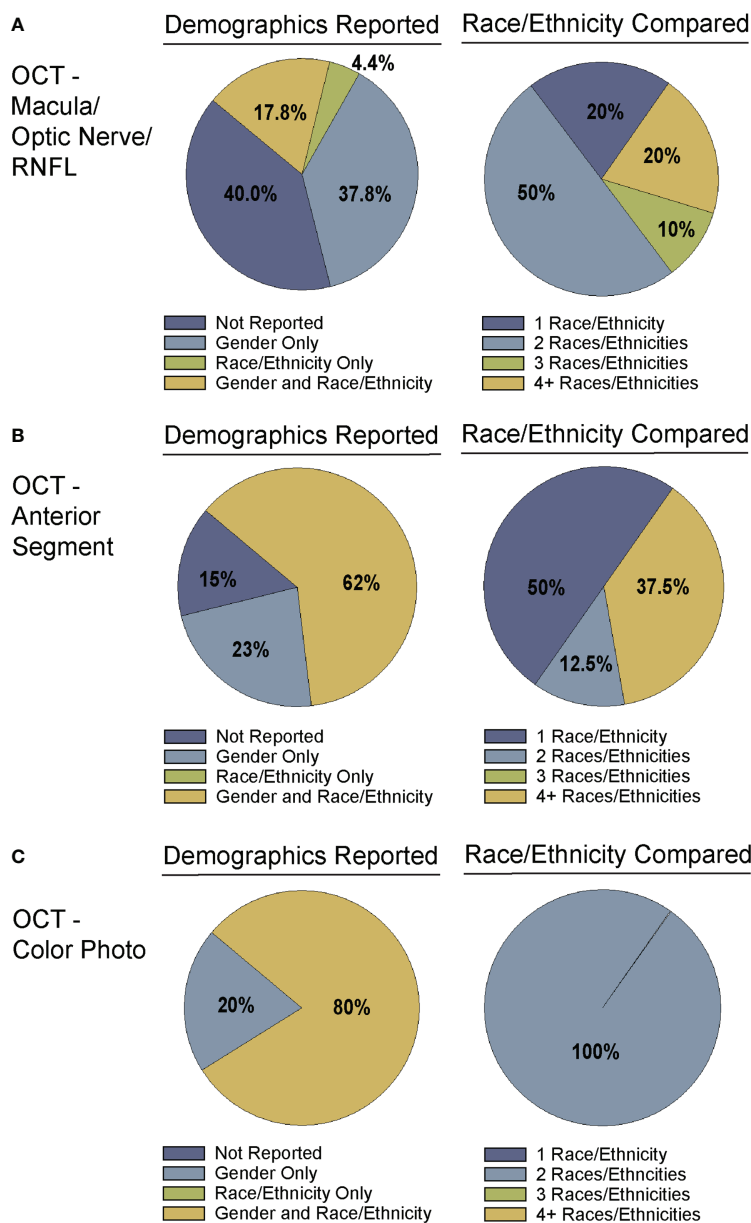 A
Demographics Reported
Race/Ethnicity Compared
OCT -
Macula/
Optic Nerve/
RNFL
4.4%
17.8%
40.0%
37.8%
20%
20%
50%
10%
Not Reported
Gender Only
Race/Ethnicity Only
Gender and Race/Ethnicity
1 Race/Ethnicity
2 Races/Ethnicities
3 Races/Ethnicities
4+ Races/Ethnicities
B
Demographics Reported
Race/Ethnicity Compared
OCT -
Anterior
Segment
15%
62%
23%
50%
37.5%
12.5%
Not Reported
Gender Only
Race/Ethnicity Only
Gender and Race/Ethnicity
1 Race/Ethnicity
2 Races/Ethnicities
3 Races/Ethnicities
4+ Races/Ethnicities
C
Demographics Reported
Race/Ethnicity Compared
OCT -
Color Photo
20%
80%
100%
Not Reported
Gender Only
Race/Ethnicity Only
Gender and Race/Ethnicity
1 Race/Ethnicity
2 Races/Ethncities
3 Races/Ethnicities
4+ Races/Ethnicities